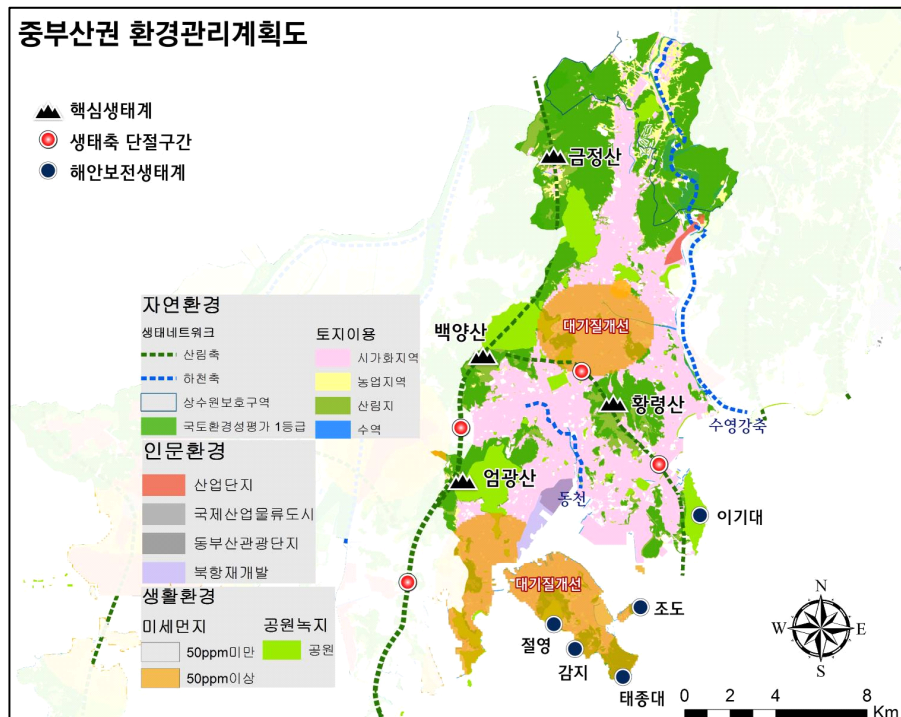 중부산권 환경관리계획도
핵심생태계
생태축 단절구간
해안보전생태계
금정산
자연환경
생태네트워크
산림축
하천축
상수원보호구역
국토환경성평가 1등급
토지이용
시가화지역
농업지역
산림지
수역
인문환경
산업단지
국제산업물류도시
동부산관광단지
북항재개발
생활환경
미세먼지
50ppm미만
50ppm이상
공원녹지
공원
대기질개선
백양산
황령산
수영강축
엄광산
동천
이기대
대기질개선
조도
절영
감지
태종대
N
W
E
S
0 2 4 8
Km